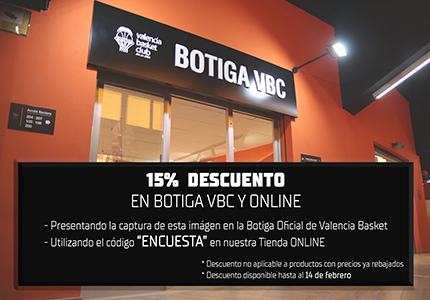 valencia
basket
club
BOTIGA VBC
15% DESCUENTO
EN BOTIGA VBC Y ONLINE
- Presentando la captura de esta imágen en la Botiga Oficial de Valencia Basket
- Utilizando el código "ENCUESTA" en nuestra Tienda ONLINE
* Descuento no aplicable a productos con precios ya rebajados
* Descuento disponible hasta al 14 de febrero